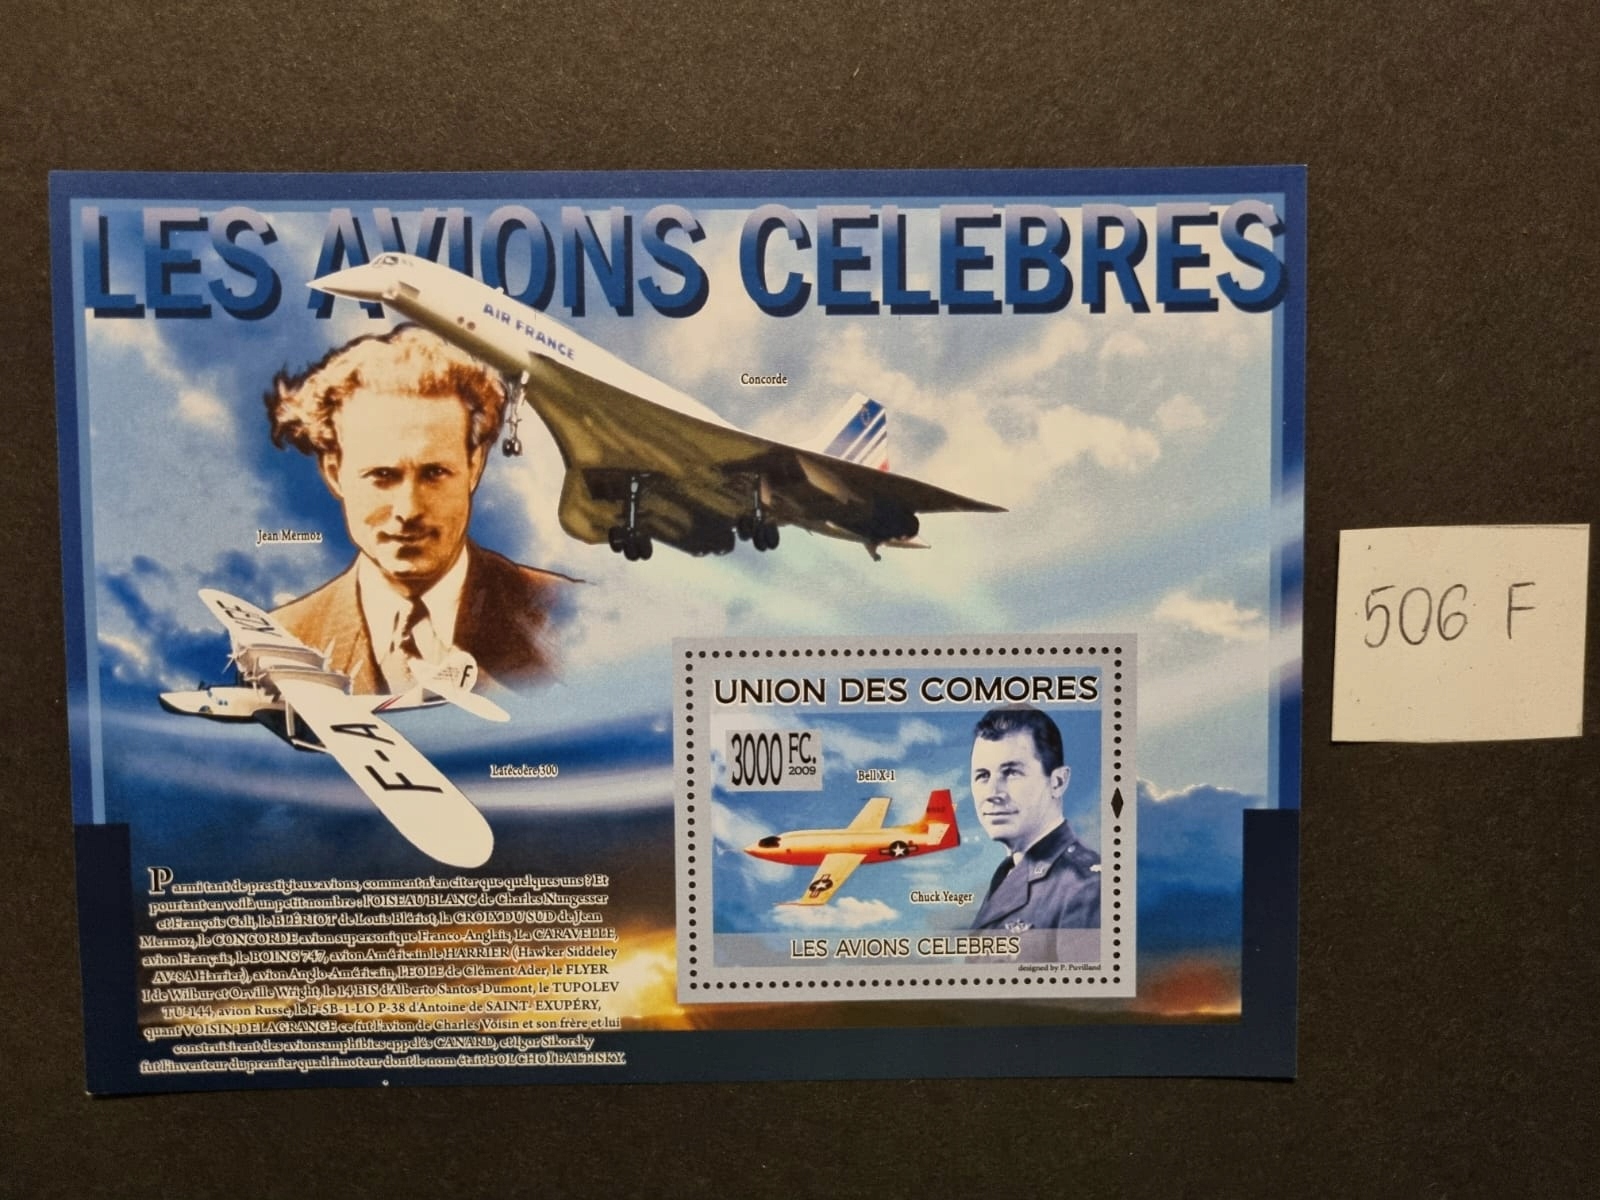 LES AVIONS CELEBRES
AIR FRANCE
Concorde
Jean Mermoz
F
F-A
Latécoère 300
UNION DES COMORES
3000 FC.
2009
Bell X-1
Chuck Yeager
LES AVIONS CELEBRES
designed by P. Puvilland
Parmi tant de prestigieux avions, comment n'en citer que quelques uns ? Et
pourtant en voilà un petit nombre : l'OISEAU BLANC de Charles Nungesser
et François Coli, le BLÉRIOT de Louis Blériot, la CROIX DU SUD de Jean
Mermoz, le CONCORDE avion supersonique Franco-Anglais, La CARAVELLE,
avion Français, le BOING 747, avion Américain le HARRIER (Hawker Siddeley
AV-8A Harrier), avion Anglo-Américain, l'EOLE de Clément Ader, le FLYER
I de Wilbur et Orville Wright, le 14 BIS d'Alberto Santos-Dumont, le TUPOLEV
TU-144, avion Russe, le F-5B-1-LO P-38 d'Antoine de SAINT- EXUPÉRY,
quant VOISIN-DELAGRANGE ce fut l'avion de Charles Voisin et son frère et lui
construisirent des avions amphibies appelés CANARD, et Igor Sikorsky
fut l'inventeur du premier quadrimoteur dont le nom était BOLCHOÏ BALTISKY.
506 F